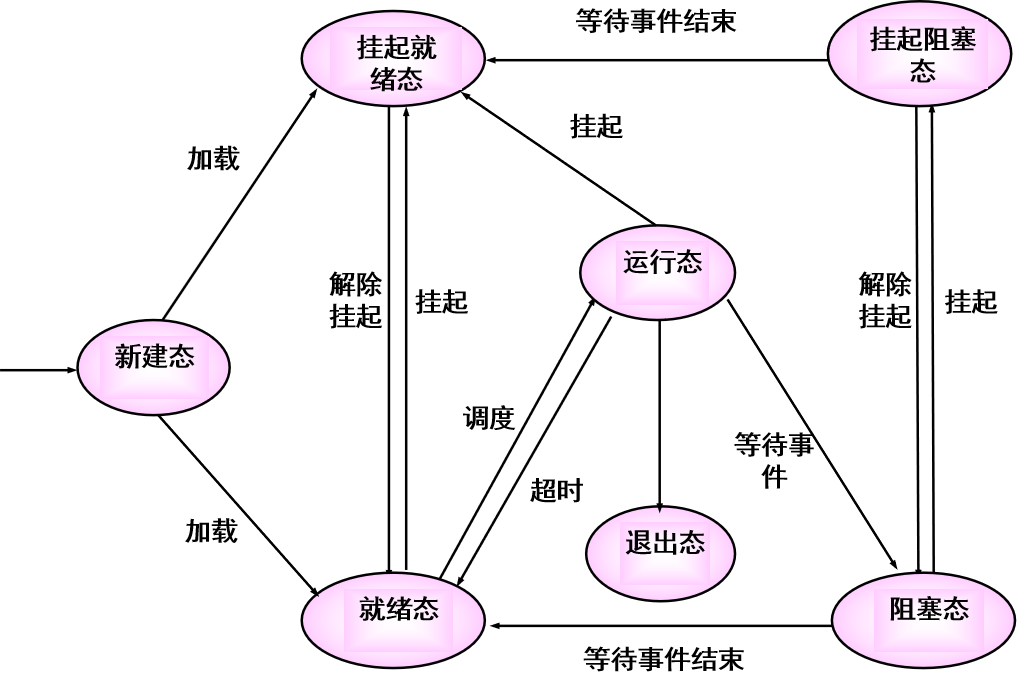 等待事件结束
挂起就
绪态
挂起阻塞
态
挂起
加载
运行态
解除
挂起
挂起
解除
挂起
挂起
新建态
调度
等待事
件
超时
加载
退出态
就绪态
阻塞态
等待事件结束